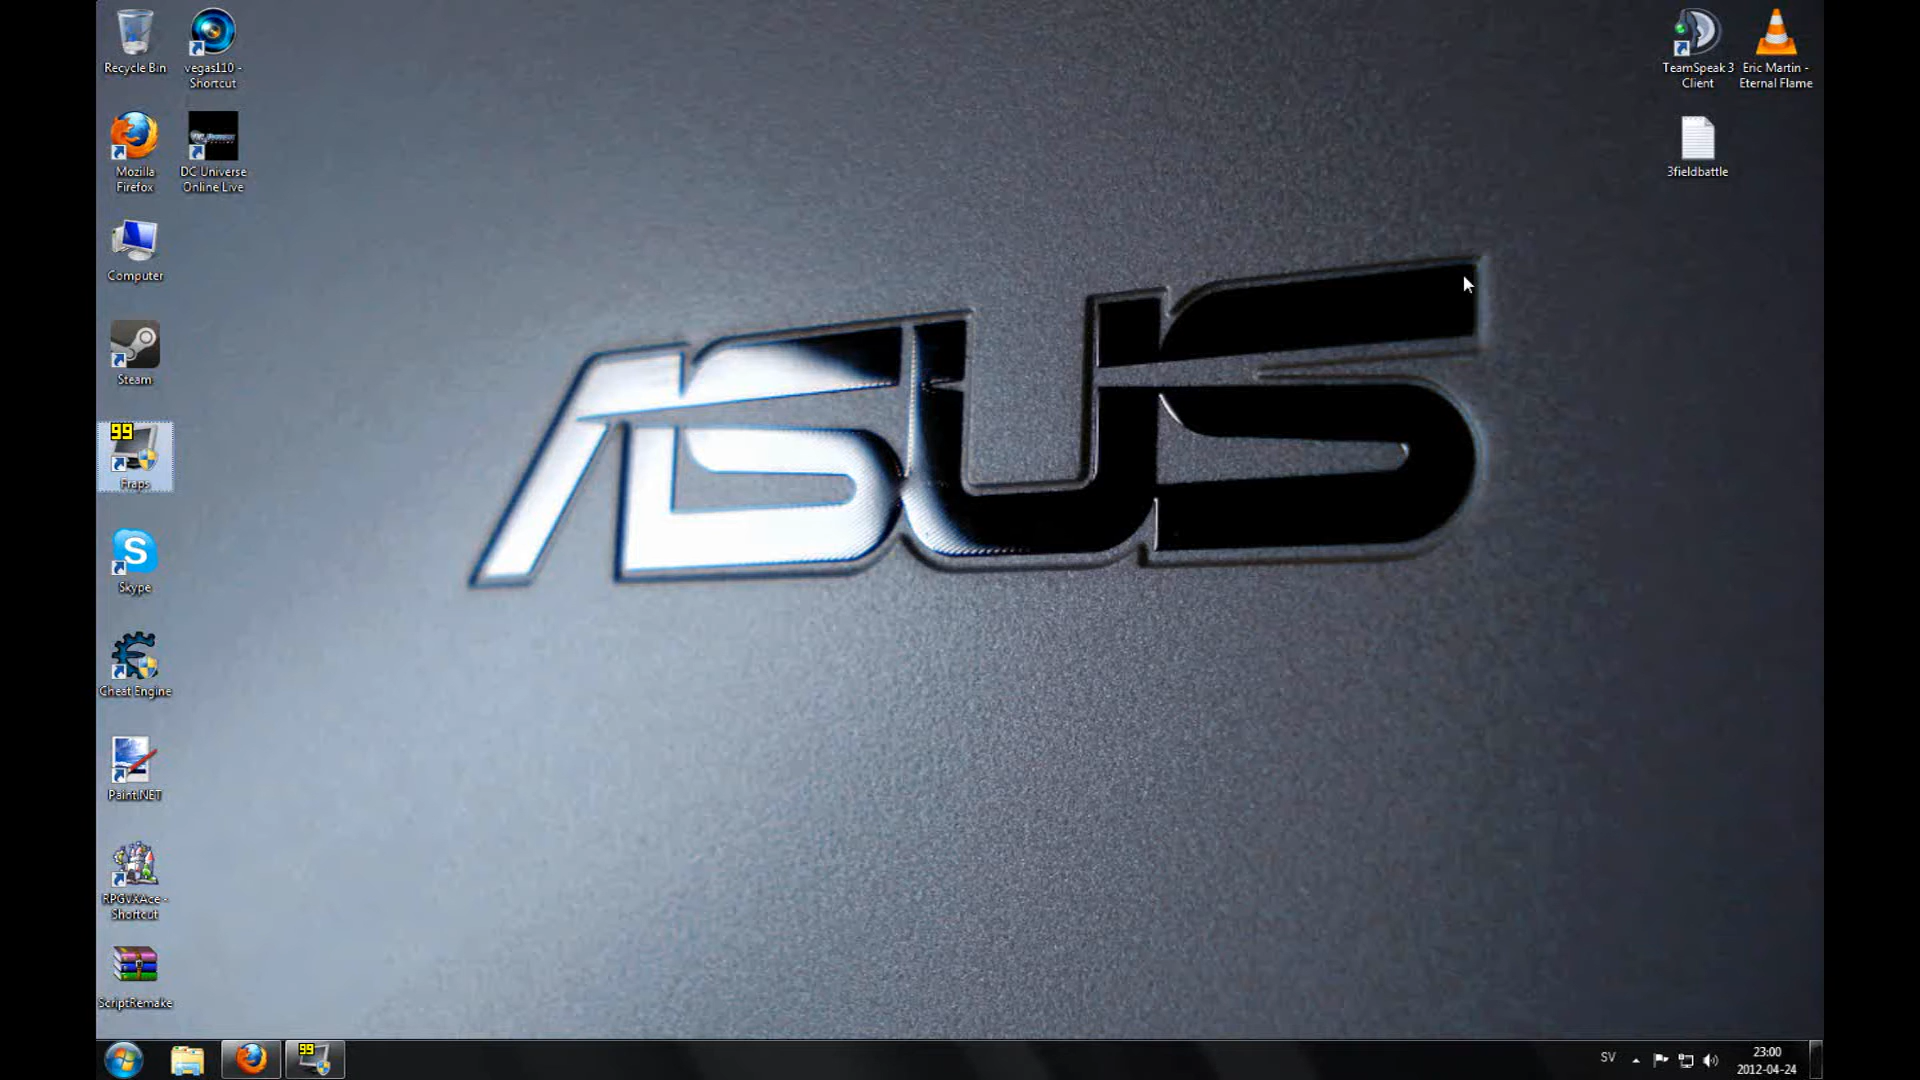 Recycle Bin
vegas110 -
Shortcut
TeamSpeak 3
Client
Eric Martin -
Eternal Flame
Mozilla
Firefox
DC Universe
Online Live
3fieldbattle
Computer
ASUS
Steam
99
Fraps
S
Skype
Cheat Engine
Paint.NET
RPGVXAce -
Shortcut
ScriptRemake
99
SV
23:00
2012-04-24